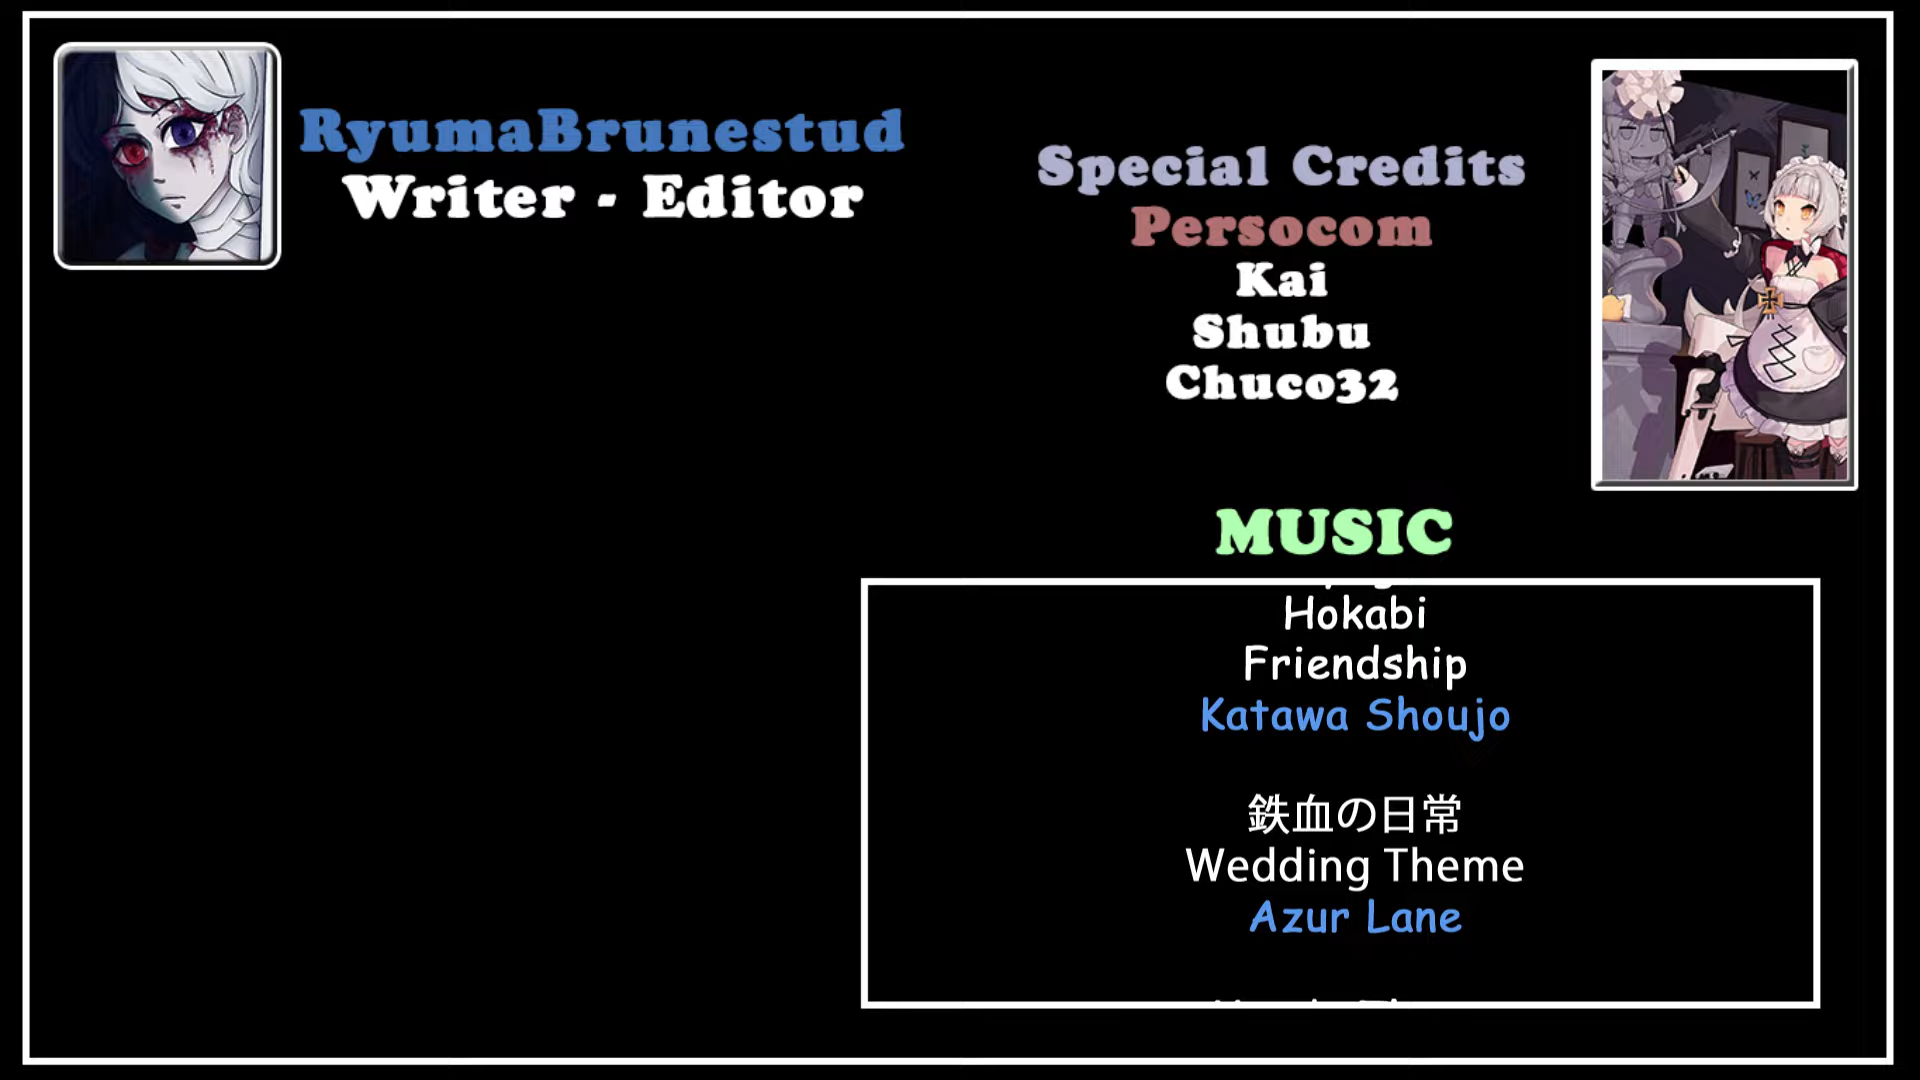 RyumaBrunestud
Writer - Editor
Special Credits
Persocom
Kai
Shubu
Chuco32
MUSIC
Hokabi
Friendship
Katawa Shoujo
鉄血の日常
Wedding Theme
Azur Lane